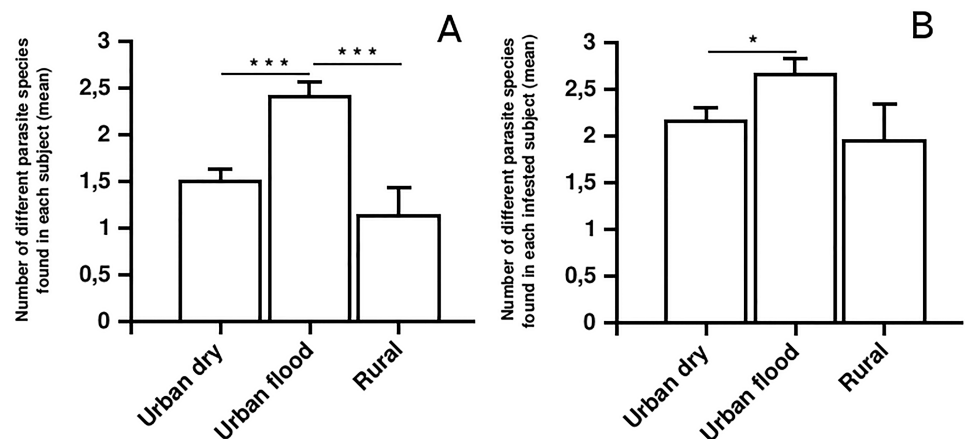 A
Number of different parasite species
found in each subject (mean)
3
2,5
2
1,5
1
0,5
0
* * *
* * *
Urban dry
Urban flood
Rural
B
Number of different parasite species
found in each infested subject (mean)
3
2,5
2
1,5
1
0,5
0
*
Urban dry
Urban flood
Rural